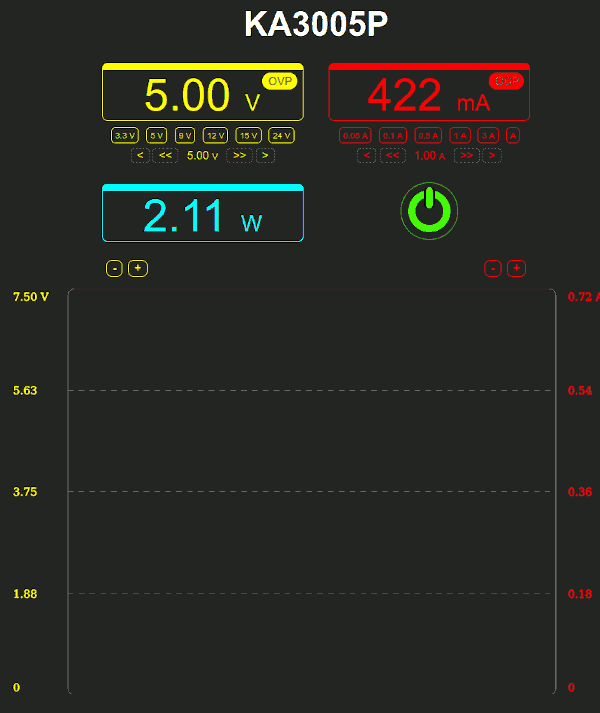 KA3005P
5.00 V OVP 422 mA
3.3 V 5 V 9 V 12 V 15 V 24 V 0.05 A 0.1 A 0.5 A 1 A 3 A A
< << 5.00 V >> > < << 1.00 A >> >
2.11 W
- + - +
7.50 V 0.72 A
5.63 0.54
3.75 0.36
1.88 0.18
0 0